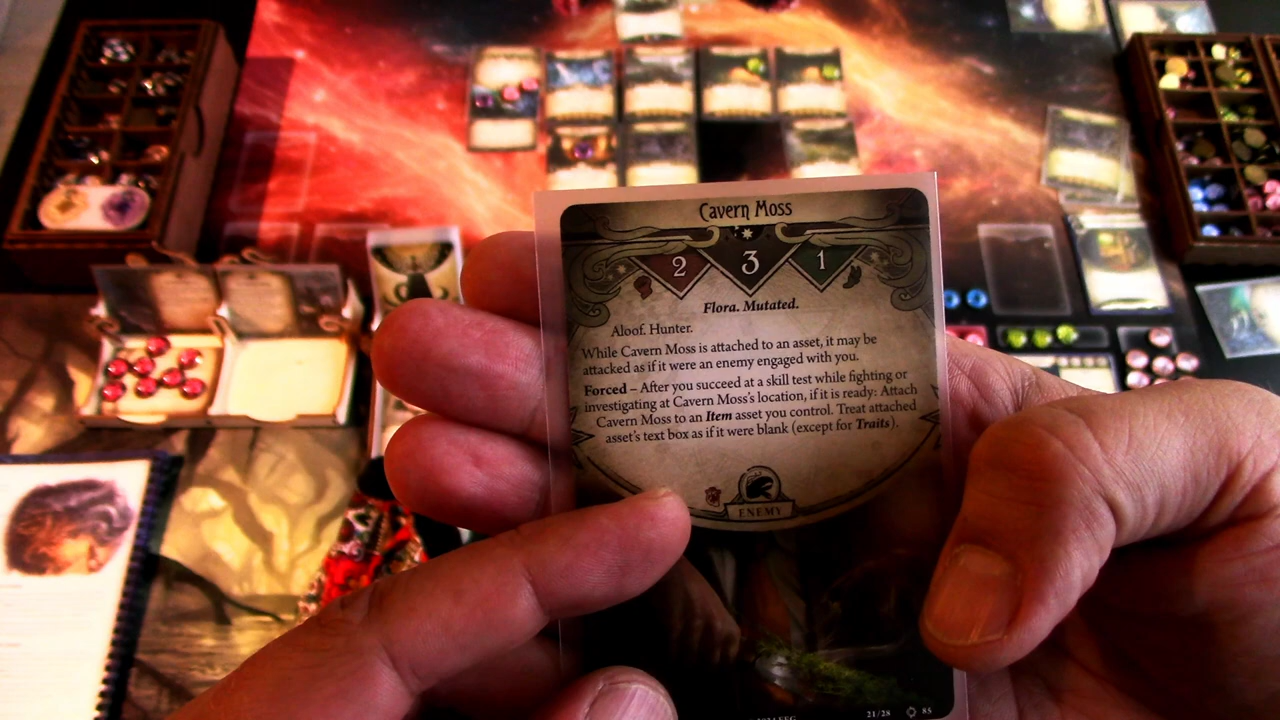 Cavern Moss
2 3 1
Flora. Mutated.
Aloof. Hunter.
While Cavern Moss is attached to an asset, it may be
attacked as if it were an enemy engaged with you.
Forced – After you succeed at a skill test while fighting or
investigating at Cavern Moss's location, if it is ready: Attach
Cavern Moss to an Item asset you control. Treat attached
asset's text box as if it were blank (except for Traits).
ENEMY
21/28 85